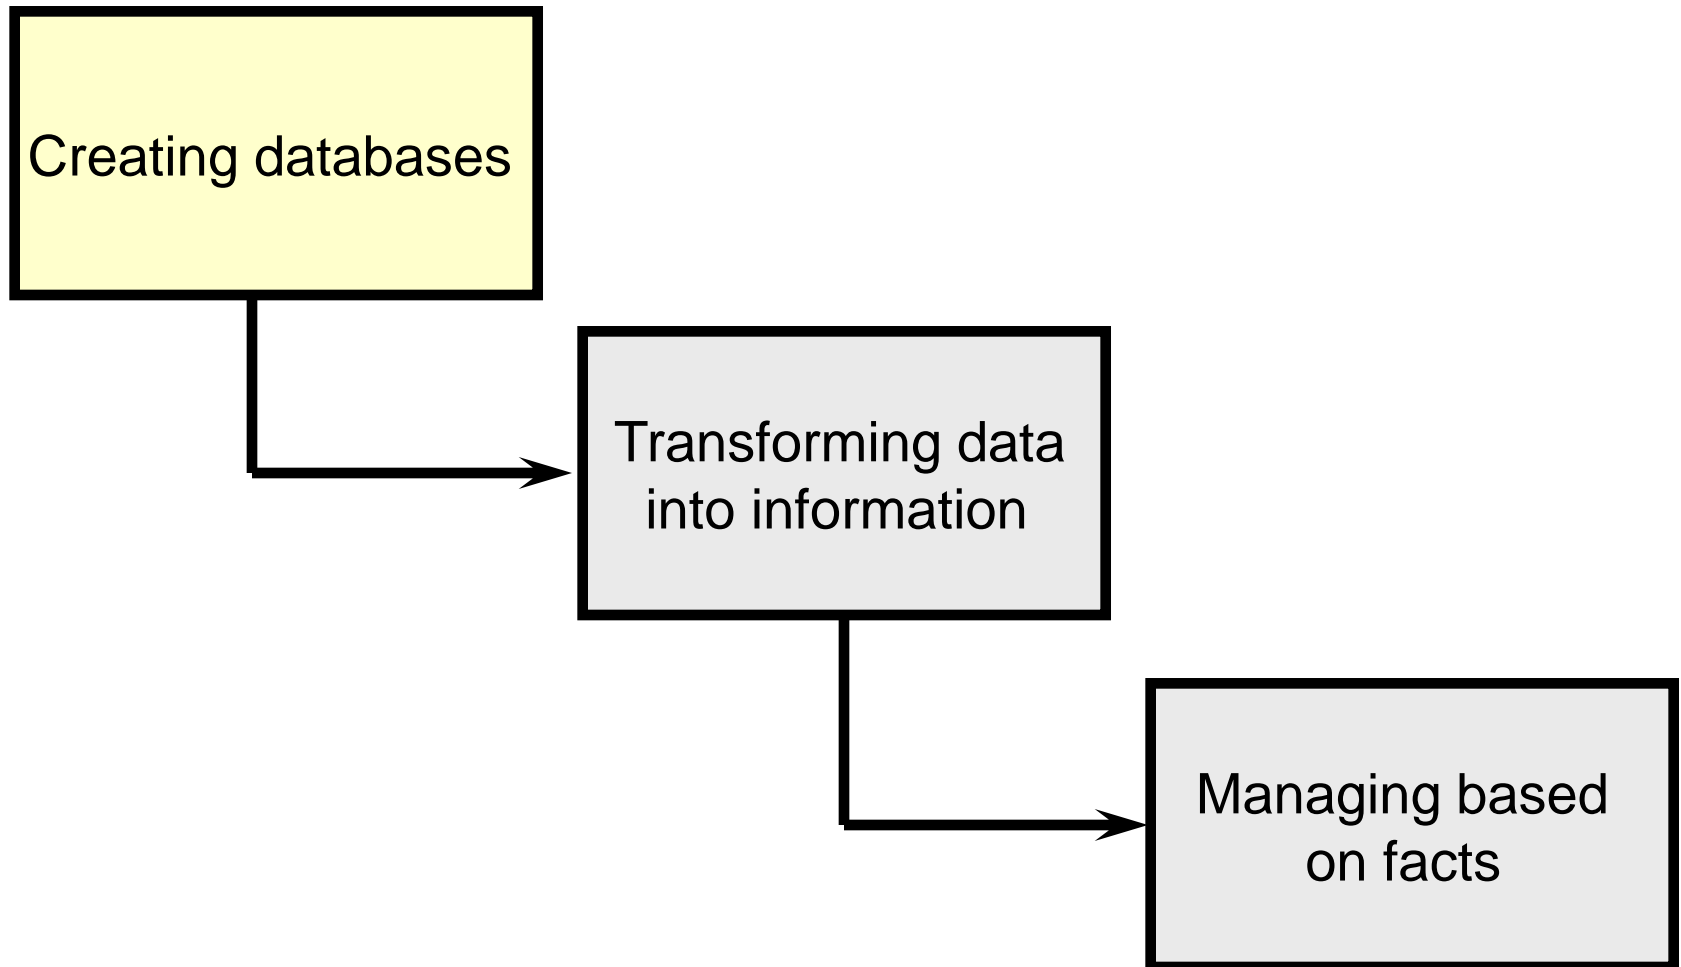 Creating databases
Transforming data
into information
Managing based
on facts